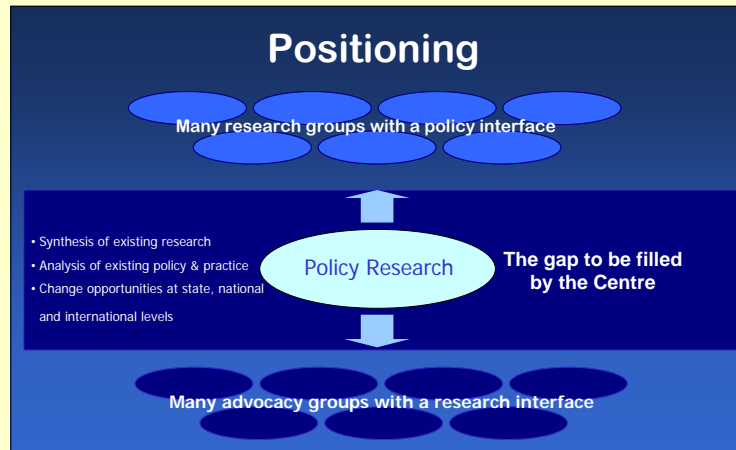 Positioning
Many research groups with a policy interface
• Synthesis of existing research
• Analysis of existing policy & practice
• Change opportunities at state, national
and international levels
Policy Research
The gap to be filled
by the Centre
Many advocacy groups with a research interface